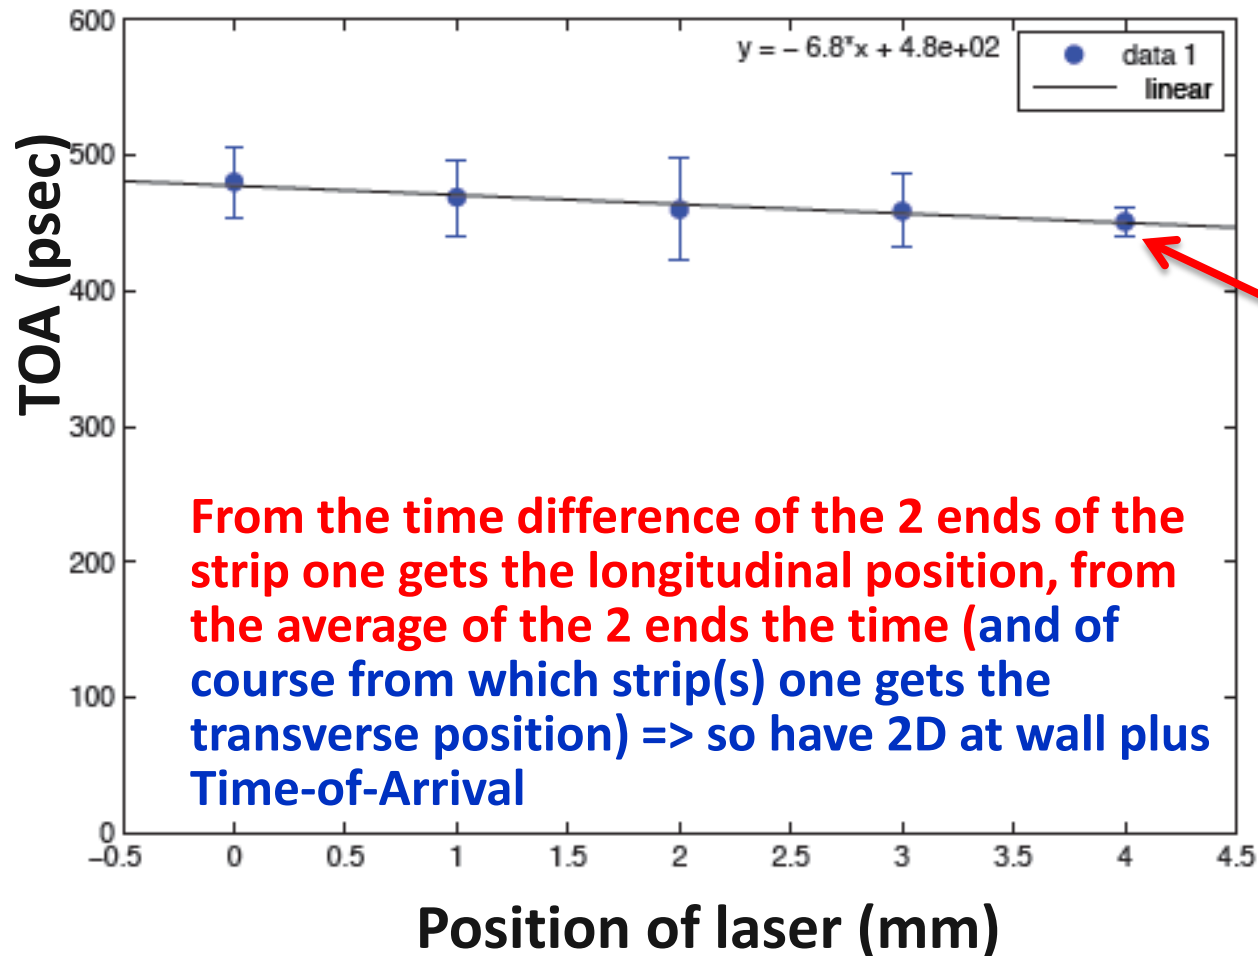 600
y = − 6.8*x + 4.8e+02
data 1
linear
500
TOA (psec)
400
300
From the time difference of the 2 ends of the
200
strip one gets the longitudinal position, from
the average of the 2 ends the time (and of
course from which strip(s) one gets the
100
transverse position) => so have 2D at wall plus
Time-of-Arrival
0
−0.5 0 0.5 1 1.5 2 2.5 3 3.5 4 4.5
Position of laser (mm)